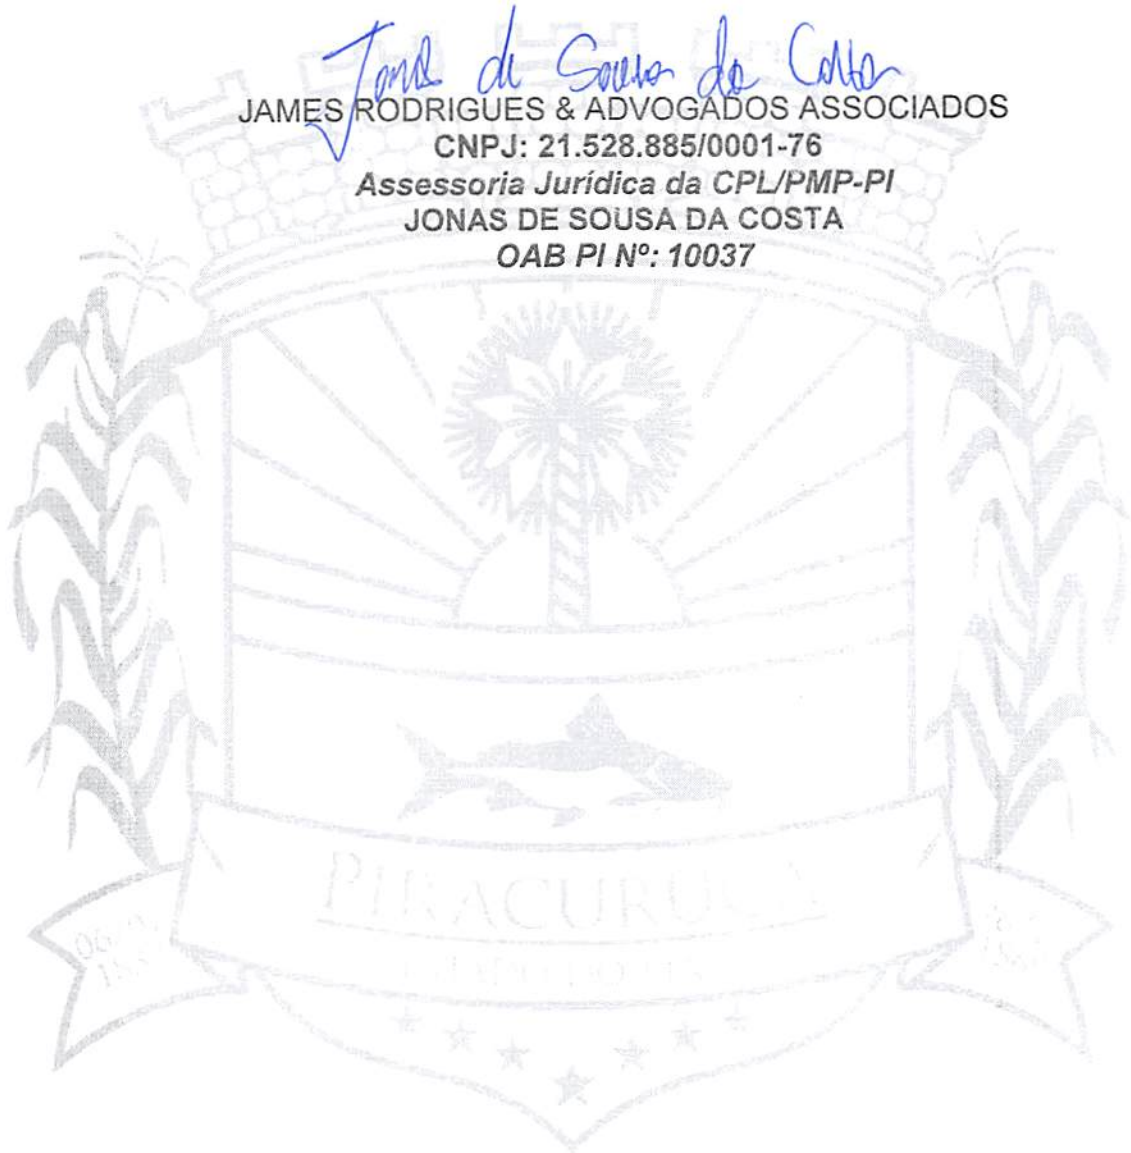 Jonas de Sousa da Costa
JAMES RODRIGUES & ADVOGADOS ASSOCIADOS
CNPJ: 21.528.885/0001-76
Assessoria Jurídica da CPL/PMP-PI
JONAS DE SOUSA DA COSTA
OAB PI Nº: 10037
PIRACURUCA